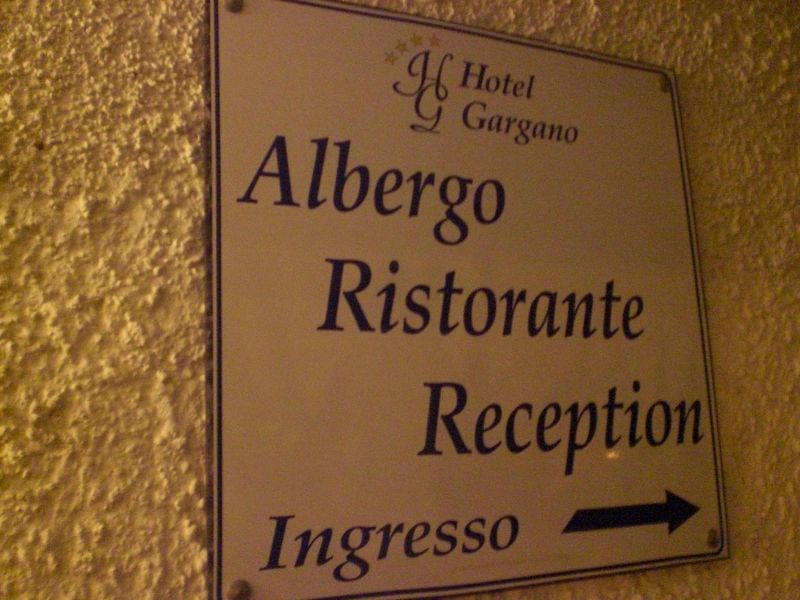 HG Hotel
Gargano
Albergo
Ristorante
Reception
Ingresso